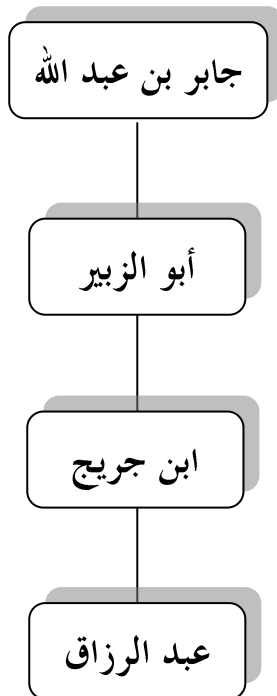 جابر بن عبد الله
أبو الزبير
ابن جريج
عبد الرزاق